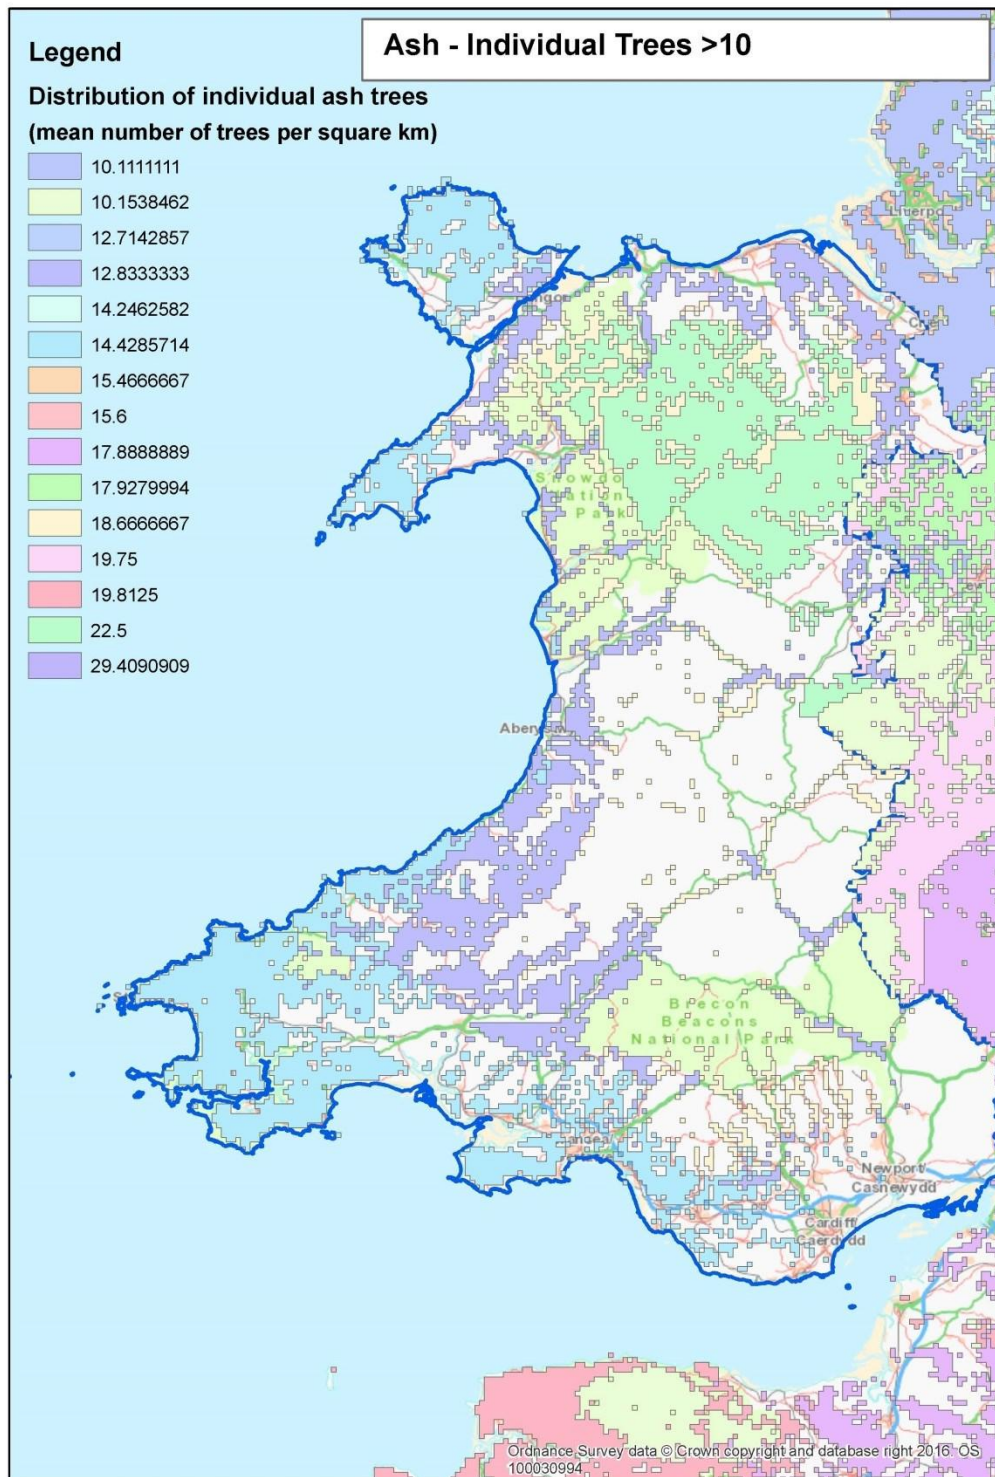 Ash - Individual Trees >10
Legend
Distribution of individual ash trees
(mean number of trees per square km)
10.1111111
10.1538462
12.7142857
12.8333333
14.2462582
14.4285714
15.4666667
15.6
17.8888889
17.9279994
18.6666667
19.75
19.8125
22.5
29.4090909
Brecon
Beacons
National Park
Newport/
Casnewydd
Cardiff/
Caerdydd
Ordnance Survey data © Crown copyright and database right 2016. OS
100030994